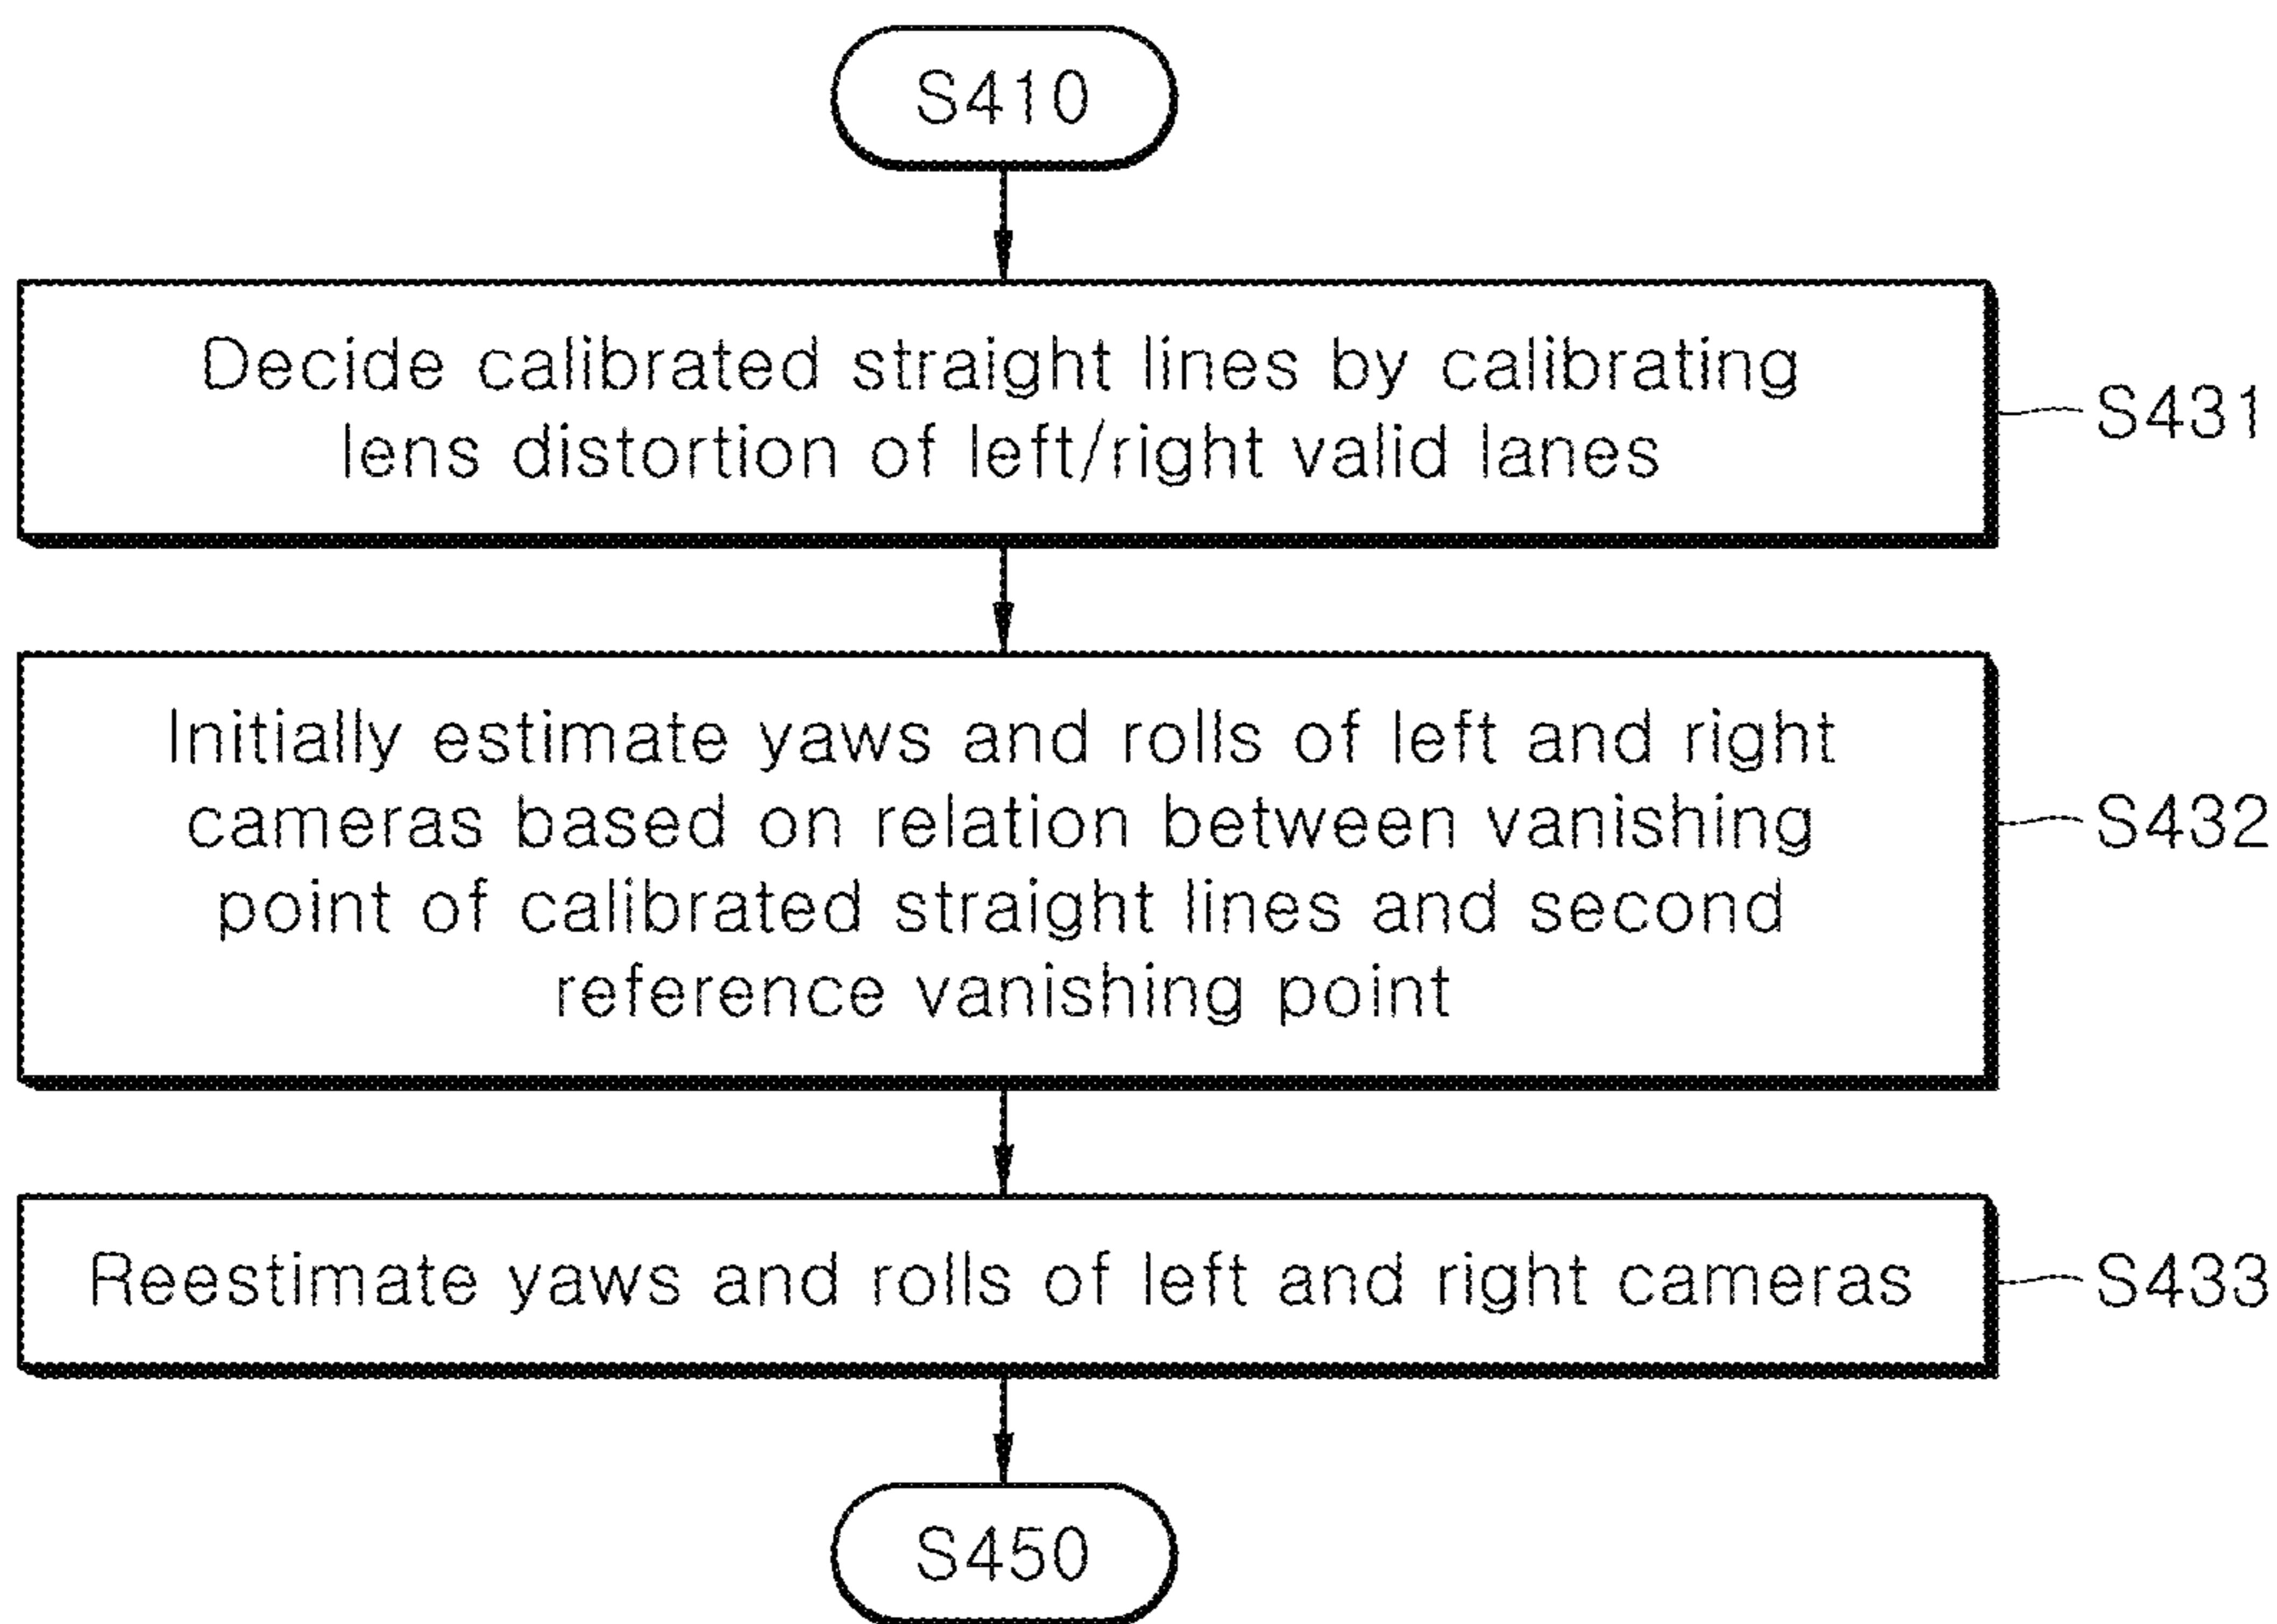 S410
Decide calibrated straight lines by calibrating
lens distortion of left/right valid lanes
S431
Initially estimate yaws and rolls of left and right
cameras based on relation between vanishing
point of calibrated straight lines and second
reference vanishing point
S432
Reestimate yaws and rolls of left and right cameras
S433
S450